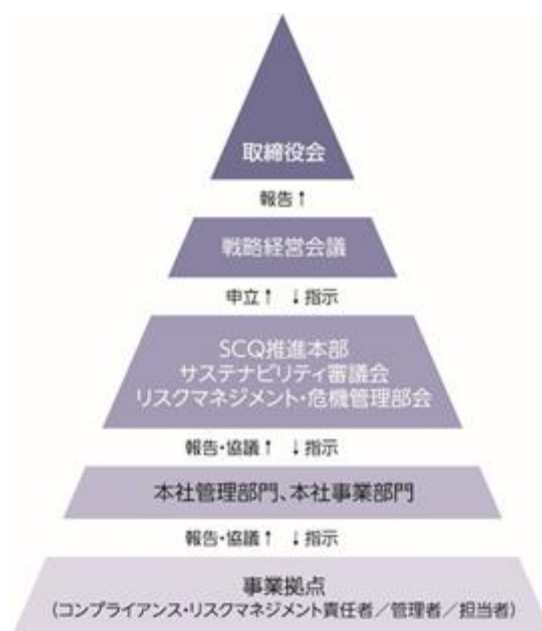 取締役会
報告↑
戦略経営会議
申立↑ ↓指示
SCQ推進本部
サステナビリティ審議会
リスクマネジメント・危機管理部会
報告・協議↑ ↓指示
本社管理部門、本社事業部門
報告・協議↑ ↓指示
事業拠点
(コンプライアンス・リスクマネジメント責任者／管理者／担当者)